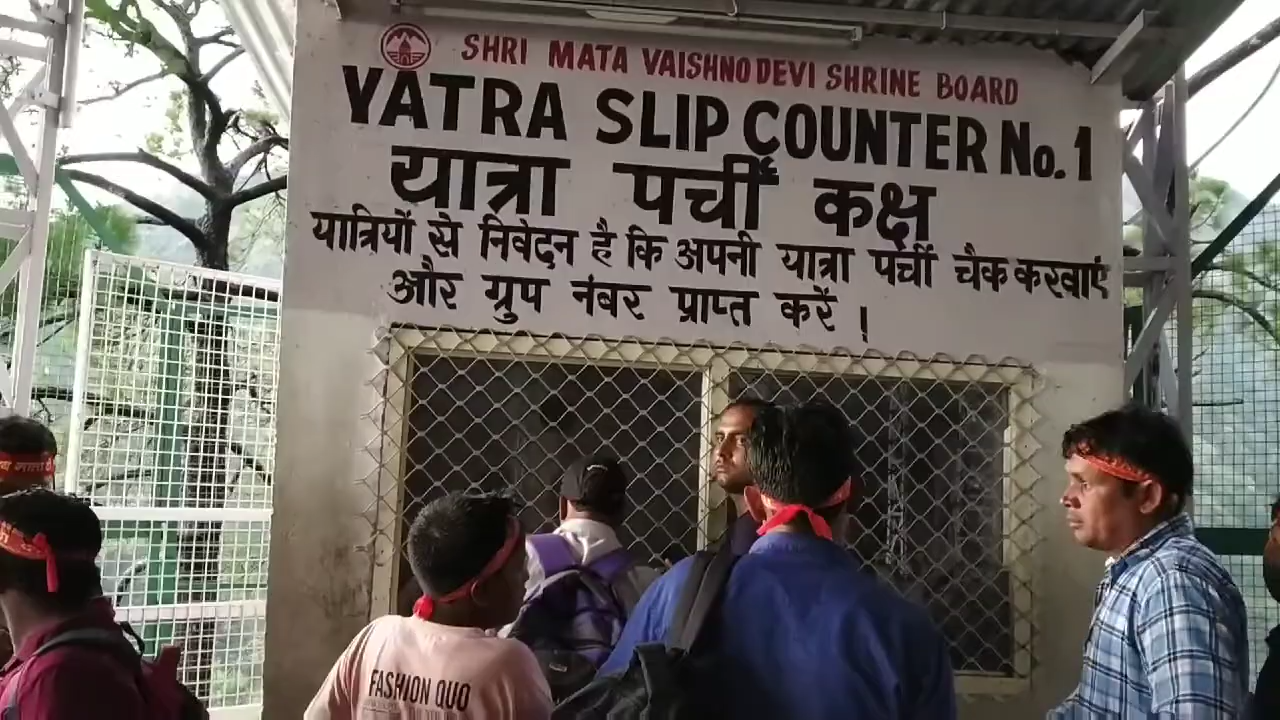 SHRI MATA VAISHNO DEVI SHRINE BOARD
YATRA SLIP COUNTER No. 1
यात्रा पर्ची कक्ष
यात्रियों से निवेदन है कि अपनी यात्रा पर्ची चैक करवाएं
और ग्रुप नंबर प्राप्त करें !
FASHION QUO